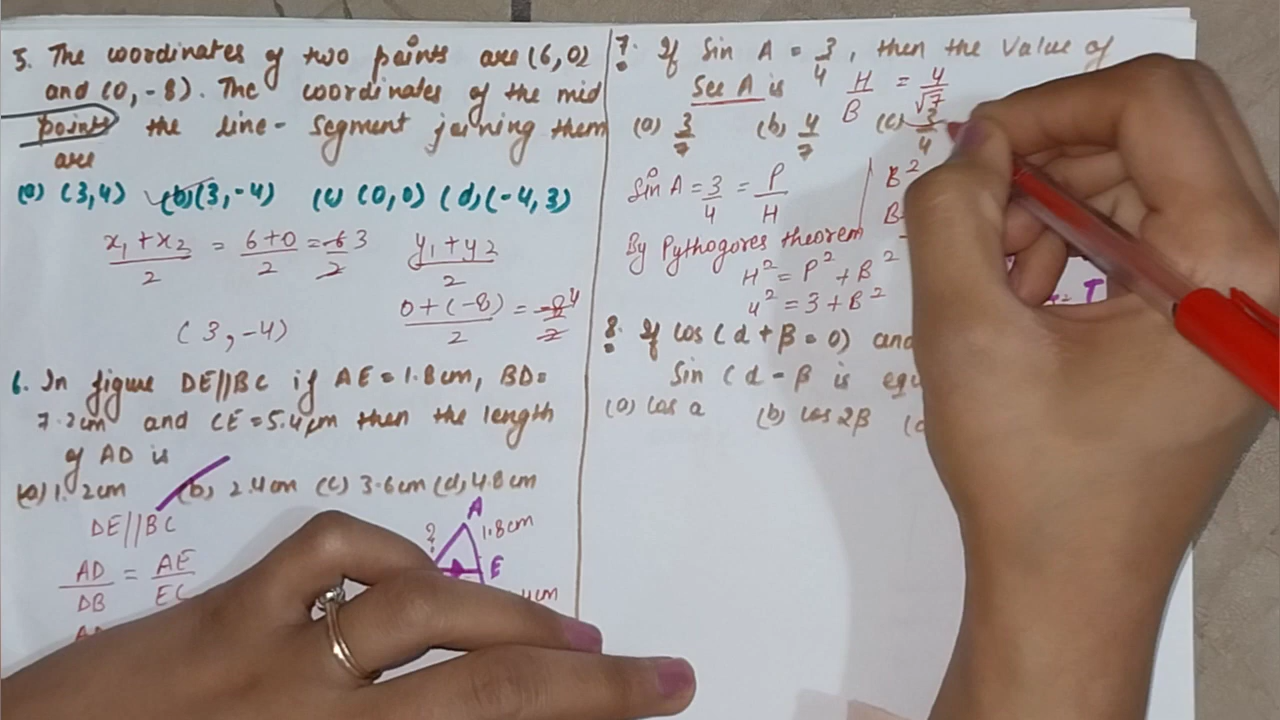 5. The coordinates of two points are (6,0)
and (0,-8). The coordinates of the mid
points the line-segment joining them
are
(a) (3,4) (b) (3,-4) (c) (0,0) (d, (-4,3)
x₁+x₂/2 = 6+0/2 = 6/2 3 y₁+y₂/2
0+(-8)/2 = -8/2 4
(3,-4)
6. In figure DE||BC if AE=1.8cm, BD=
7.2cm and CE=5.4cm then the length
of AD is
(a) 1.2cm (b) 2.4cm (c) 3.6cm (d, 4.8cm
DE||BC
AD/DB = AE/EC
A
? 1.8cm
E
7. If Sin A = 3/4, then the Value of
Sec A is H/B = 4/√7
(a) 3/7 (b) 4/7 (c)
Sin A = 3/4 = P/H
By Pythogores theorem
H² = P² + B²
4² = 3 + B²
B²
8. If Cos (d+β=0) and
Sin (d-β is equ
(a) Cos a (b) Cos 2β